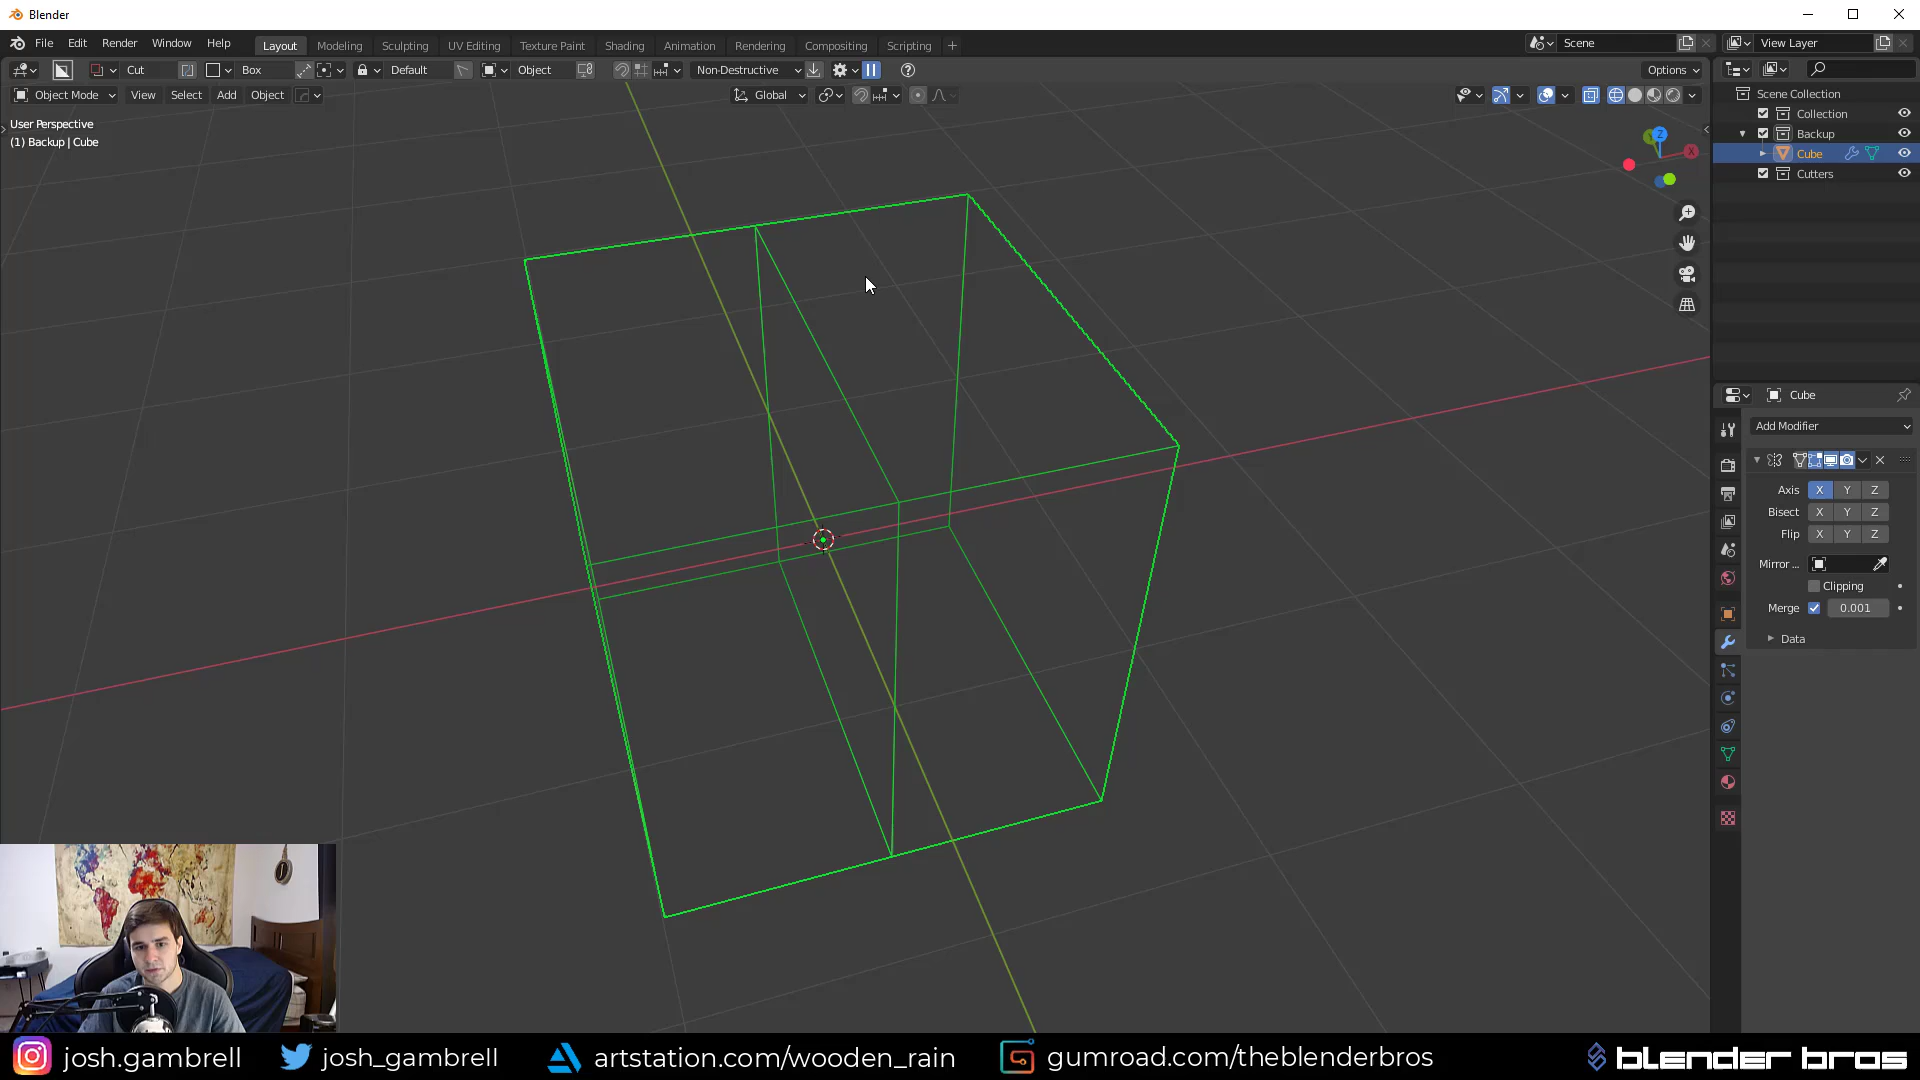 Blender
File Edit Render Window Help
Layout Modeling Sculpting UV Editing Texture Paint Shading Animation Rendering Compositing Scripting +
Scene
View Layer
Cut
Box
Default
Object
Non-Destructive
Options
Object Mode View Select Add Object
Global
User Perspective
(1) Backup | Cube
Z
Y
X
Scene Collection
Collection
Backup
Cube
Cutters
Cube
Add Modifier
Axis X Y Z
Bisect X Y Z
Flip X Y Z
Mirror ...
Clipping
Merge 0.001
Data
josh.gambrell
josh_gambrell
artstation.com/wooden_rain
gumroad.com/theblenderbros
blender bros